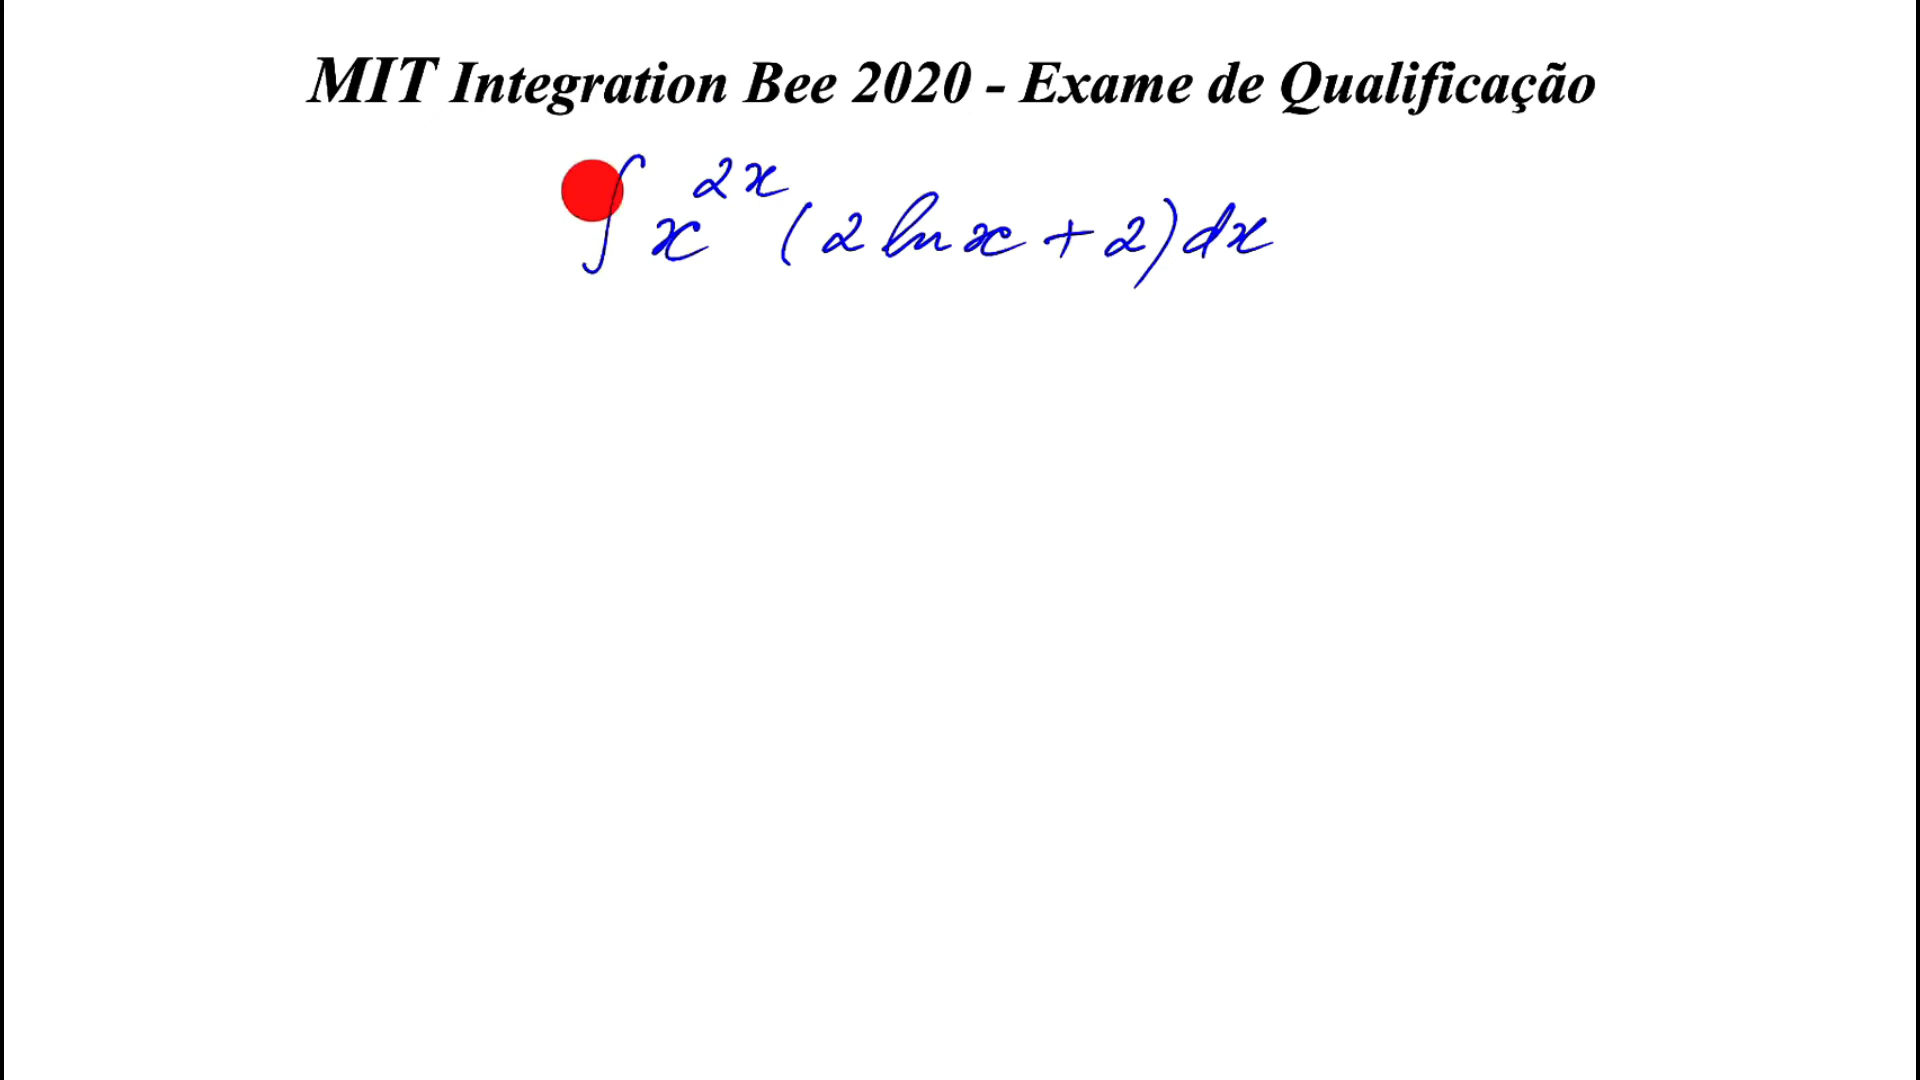 MIT Integration Bee 2020 - Exame de Qualificação
∫ x^{2x} (2 ln x + 2) dx